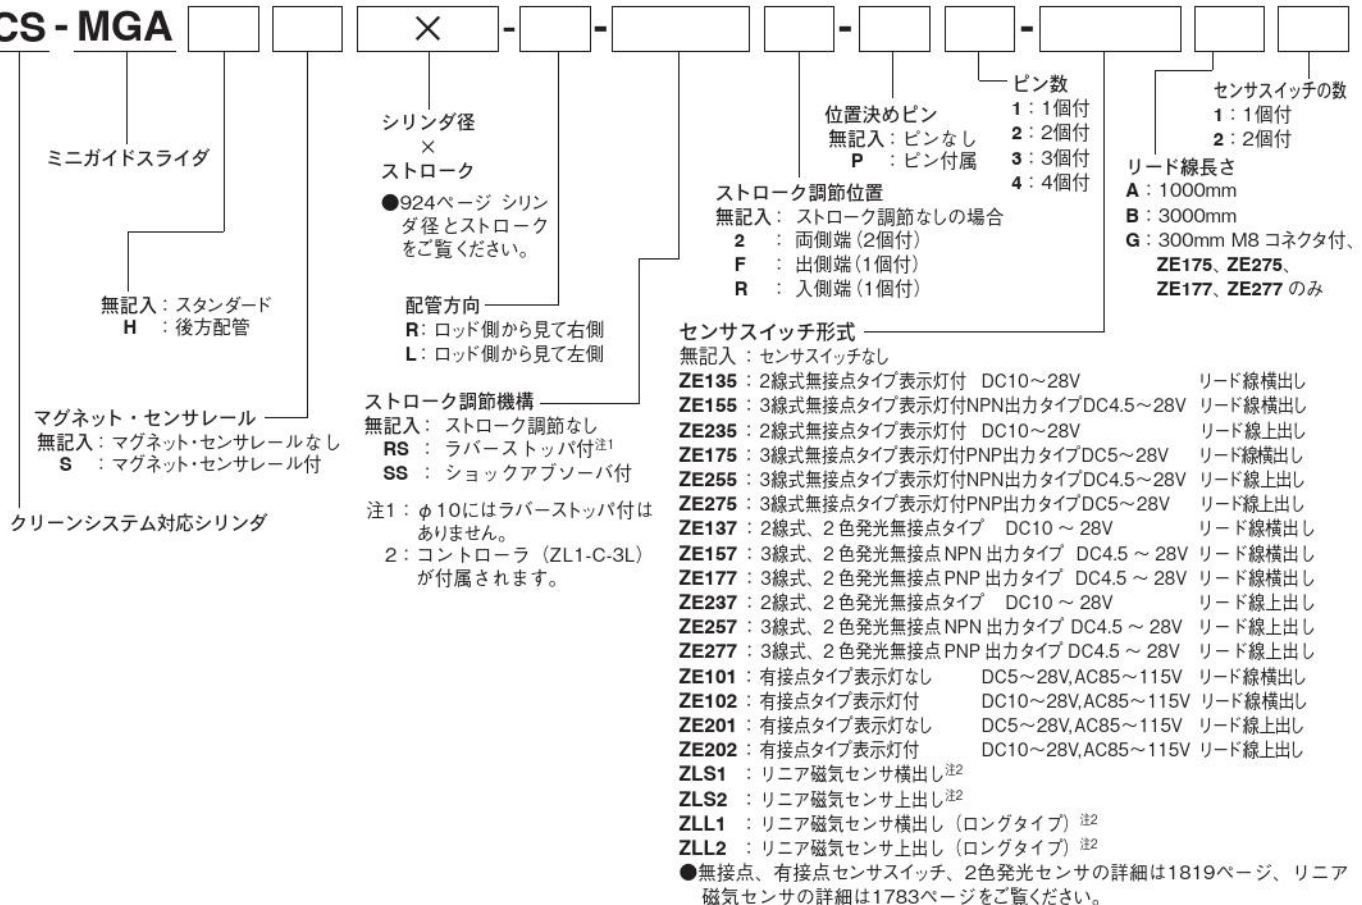 CS - MGA × - - - -
ミニガイドスライダ
無記入：スタンダード
H ：後方配管
マグネット・センサレール
無記入：マグネット・センサレールなし
S ：マグネット・センサレール付
クリーンシステム対応シリンダ
シリンダ径
×
ストローク
●924ページ シリン
ダ径とストローク
をご覧ください。
配管方向
R：ロッド側から見て右側
L：ロッド側から見て左側
ストローク調節機構
無記入： ストローク調節なし
RS ： ラバーストッパ付注1
SS ： ショックアブソーバ付
注1：φ10にはラバーストッパ付は
ありません。
2：コントローラ（ZL1-C-3L）
が付属されます。
ストローク調節位置
無記入： ストローク調節なしの場合
2 ： 両側端（2個付）
F ： 出側端（1個付）
R ： 入側端（1個付）
位置決めピン
無記入：ピンなし
P ：ピン付属
ピン数
1：1個付
2：2個付
3：3個付
4：4個付
センサスイッチの数
1：1個付
2：2個付
リード線長さ
A：1000mm
B：3000mm
G：300mm M8 コネクタ付、
ZE175、ZE275、
ZE177、ZE277 のみ
センサスイッチ形式
無記入：センサスイッチなし
ZE135：2線式無接点タイプ表示灯付 DC10～28V リード線横出し
ZE155：3線式無接点タイプ表示灯付NPN出力タイプDC4.5～28V リード線横出し
ZE235：2線式無接点タイプ表示灯付 DC10～28V リード線上出し
ZE175：3線式無接点タイプ表示灯付PNP出力タイプDC5～28V リード線横出し
ZE255：3線式無接点タイプ表示灯付NPN出力タイプDC4.5～28V リード線上出し
ZE275：3線式無接点タイプ表示灯付PNP出力タイプDC5～28V リード線上出し
ZE137：2線式、2色発光無接点タイプ DC10 ～ 28V リード線横出し
ZE157：3線式、2色発光無接点 NPN 出力タイプ DC4.5 ～ 28V リード線横出し
ZE177：3線式、2色発光無接点 PNP 出力タイプ DC4.5 ～ 28V リード線横出し
ZE237：2線式、2色発光無接点タイプ DC10 ～ 28V リード線上出し
ZE257：3線式、2色発光無接点 NPN 出力タイプ DC4.5 ～ 28V リード線上出し
ZE277：3線式、2色発光無接点 PNP 出力タイプ DC4.5 ～ 28V リード線上出し
ZE101：有接点タイプ表示灯なし DC5～28V,AC85～115V リード線横出し
ZE102：有接点タイプ表示灯付 DC10～28V,AC85～115V リード線横出し
ZE201：有接点タイプ表示灯なし DC5～28V,AC85～115V リード線上出し
ZE202：有接点タイプ表示灯付 DC10～28V,AC85～115V リード線上出し
ZLS1 ：リニア磁気センサ横出し注2
ZLS2 ：リニア磁気センサ上出し注2
ZLL1 ：リニア磁気センサ横出し（ロングタイプ）注2
ZLL2 ：リニア磁気センサ上出し（ロングタイプ）注2
●無接点、有接点センサスイッチ、2色発光センサの詳細は1819ページ、リニア
磁気センサの詳細は1783ページをご覧ください。